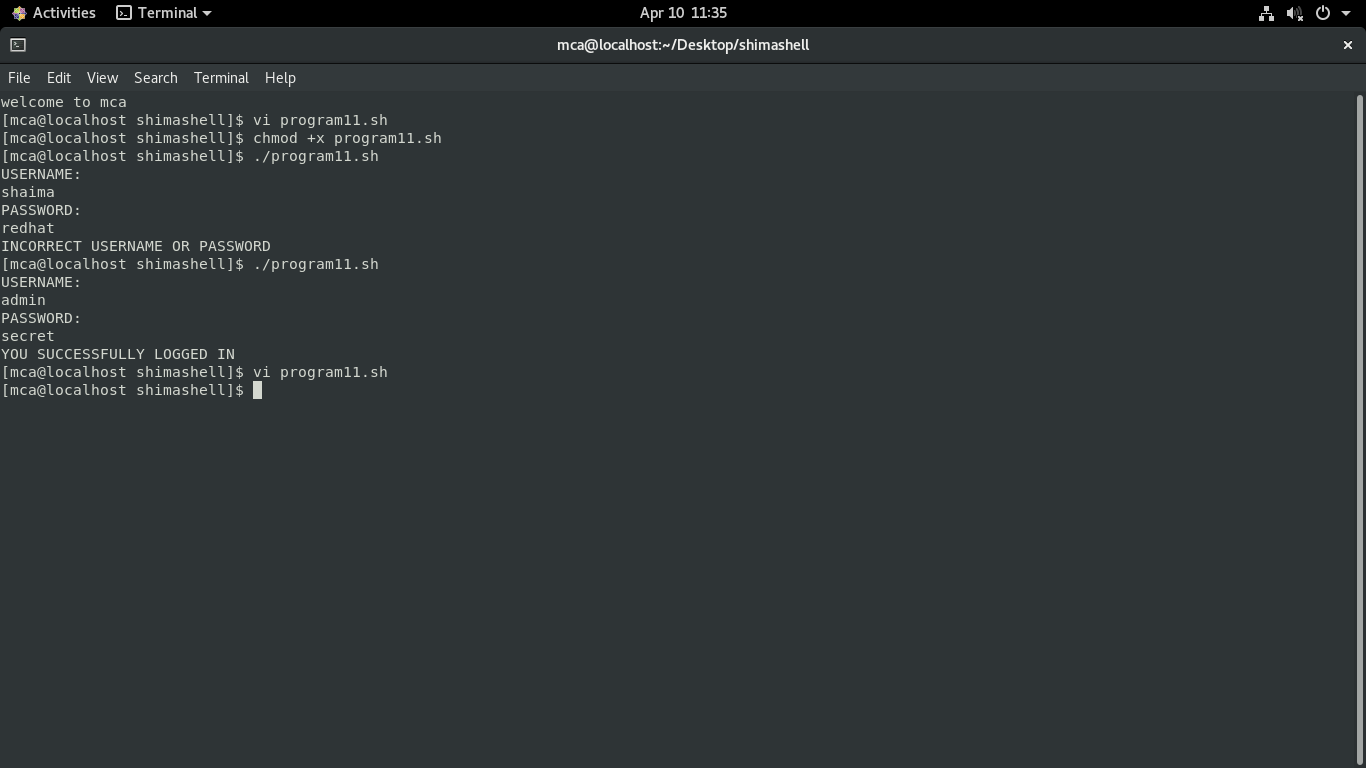 Activities Terminal Apr 10 11:35
mca@localhost:~/Desktop/shimashell ×
File Edit View Search Terminal Help
welcome to mca
[mca@localhost shimashell]$ vi program11.sh
[mca@localhost shimashell]$ chmod +x program11.sh
[mca@localhost shimashell]$ ./program11.sh
USERNAME:
shaima
PASSWORD:
redhat
INCORRECT USERNAME OR PASSWORD
[mca@localhost shimashell]$ ./program11.sh
USERNAME:
admin
PASSWORD:
secret
YOU SUCCESSFULLY LOGGED IN
[mca@localhost shimashell]$ vi program11.sh
[mca@localhost shimashell]$